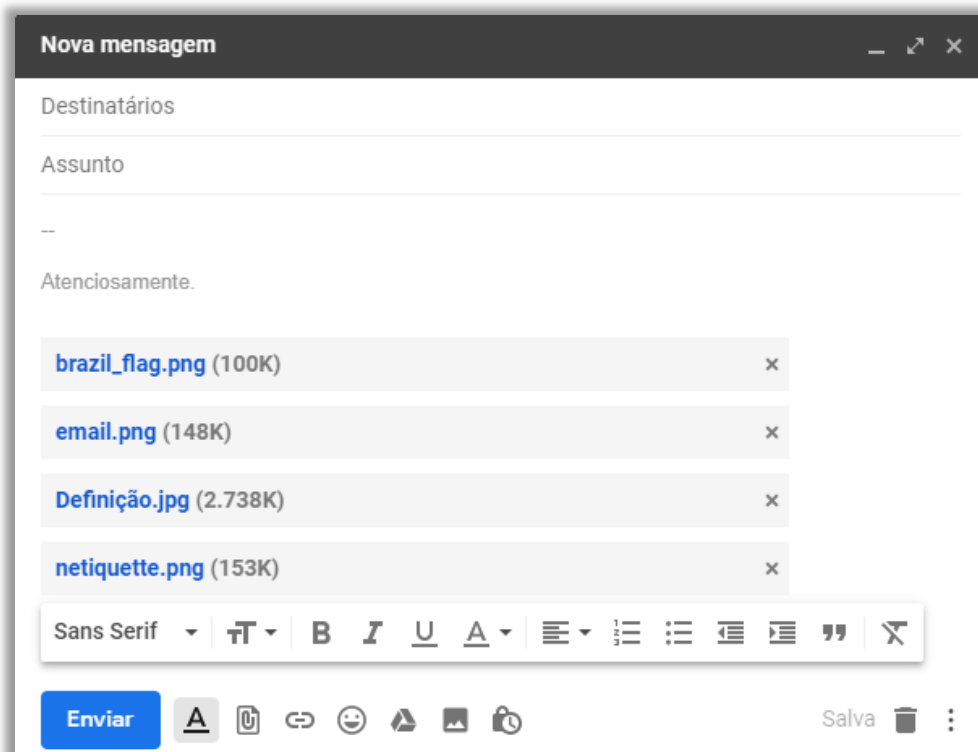 Nova mensagem
Destinatários
Assunto
--
Atenciosamente.
brazil_flag.png (100K)
email.png (148K)
Definição.jpg (2.738K)
netiquette.png (153K)
Sans Serif
Enviar
Salva